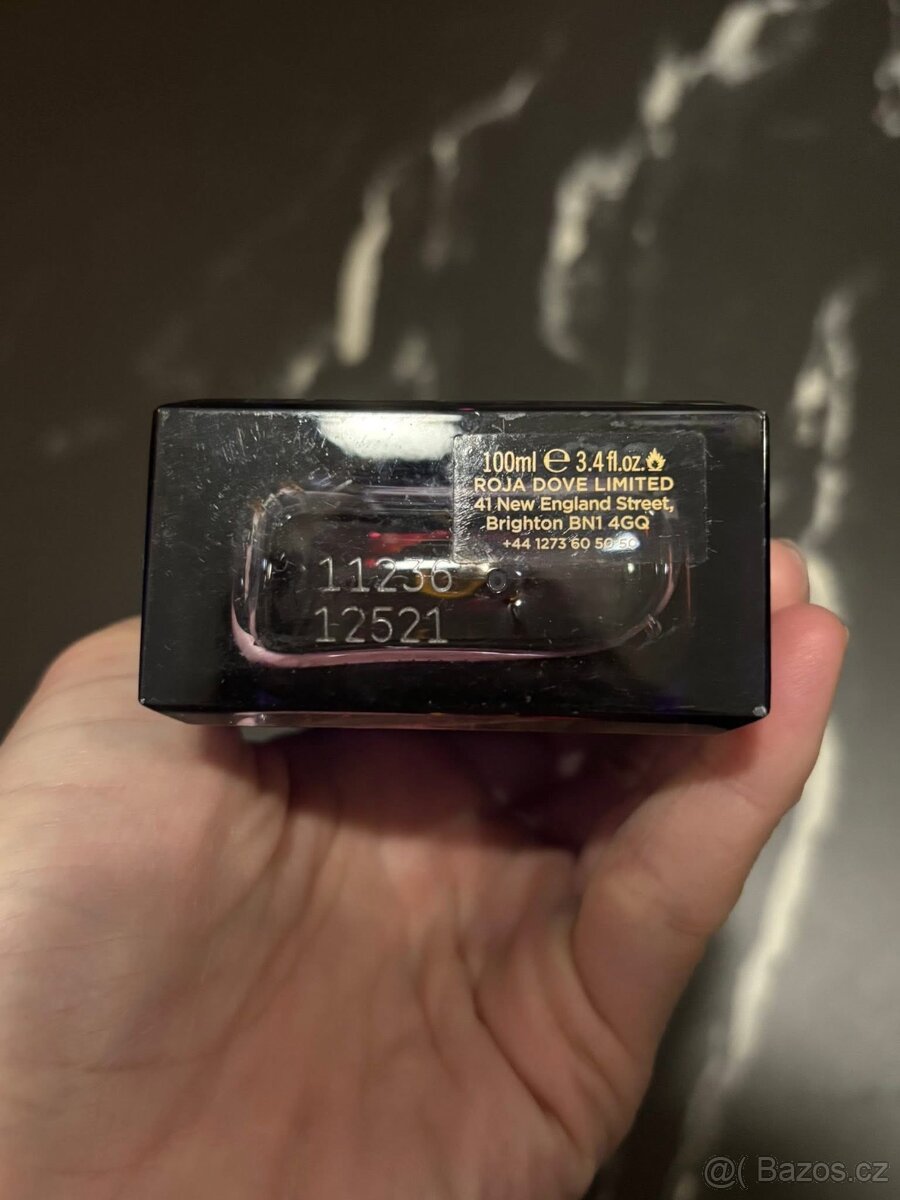 100ml ℮ 3.4 fl.oz.
ROJA DOVE LIMITED
41 New England Street,
Brighton BN1 4GQ
+44 1273 60 50 50
11236
12521
@( Bazos.cz